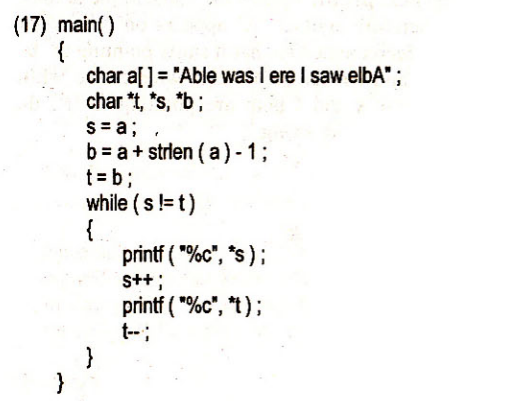 (17) main( )
{
char a[ ] = "Able was I ere I saw elbA" ;
char *t, *s, *b ;
s = a ;
b = a + strlen ( a ) - 1 ;
t = b ;
while ( s != t )
{
printf ( "%c", *s ) ;
s++ ;
printf ( "%c", *t ) ;
t-- ;
}
}